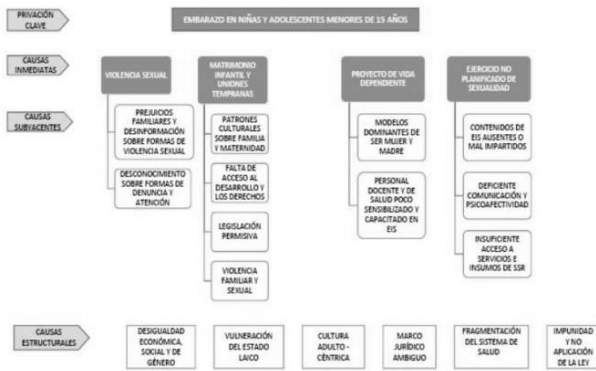 PRIVACIÓN
CLAVE
EMBARAZO EN NIÑAS Y ADOLESCENTES MENORES DE 15 AÑOS
CAUSAS
INMEDIATAS
VIOLENCIA SEXUAL
MATRIMONIO
INFANTIL Y
UNIONES
TEMPRANAS
PROYECTO DE VIDA
DEPENDIENTE
EJERCICIO NO
PLANIFICADO DE
SEXUALIDAD
CAUSAS
SUBYACENTES
PREJUICIOS
FAMILIARES Y
DESINFORMACIÓN
SOBRE FORMAS DE
VIOLENCIA SEXUAL
DESCONOCIMIENTO
SOBRE FORMAS DE
DENUNCIA Y
ATENCIÓN
PATRONES
CULTURALES
SOBRE FAMILIA
Y MATERNIDAD
FALTA DE
ACCESO AL
DESARROLLO Y
LOS DERECHOS
LEGISLACIÓN
PERMISIVA
VIOLENCIA
FAMILIAR Y
SEXUAL
MODELOS
DOMINANTES DE
SER MUJER Y
MADRE
PERSONAL
DOCENTE Y DE
SALUD POCO
SENSIBILIZADO Y
CAPACITADO EN
EIS
CONTENIDOS DE
EIS AUSENTES O
MAL IMPARTIDOS
DEFICIENTE
COMUNICACIÓN Y
PSICOAFECTIVIDAD
INSUFICIENTE
ACCESO A
SERVICIOS E
INSUMOS DE SSR
CAUSAS
ESTRUCTURALES
DESIGUALDAD
ECONÓMICA,
SOCIAL Y DE
GÉNERO
VULNERACIÓN
DEL ESTADO
LAICO
CULTURA
ADULTO -
CÉNTRICA
MARCO
JURÍDICO
AMBIGUO
FRAGMENTACIÓN
DEL SISTEMA DE
SALUD
IMPUNIDAD
Y NO
APLICACIÓN
DE LA LEY